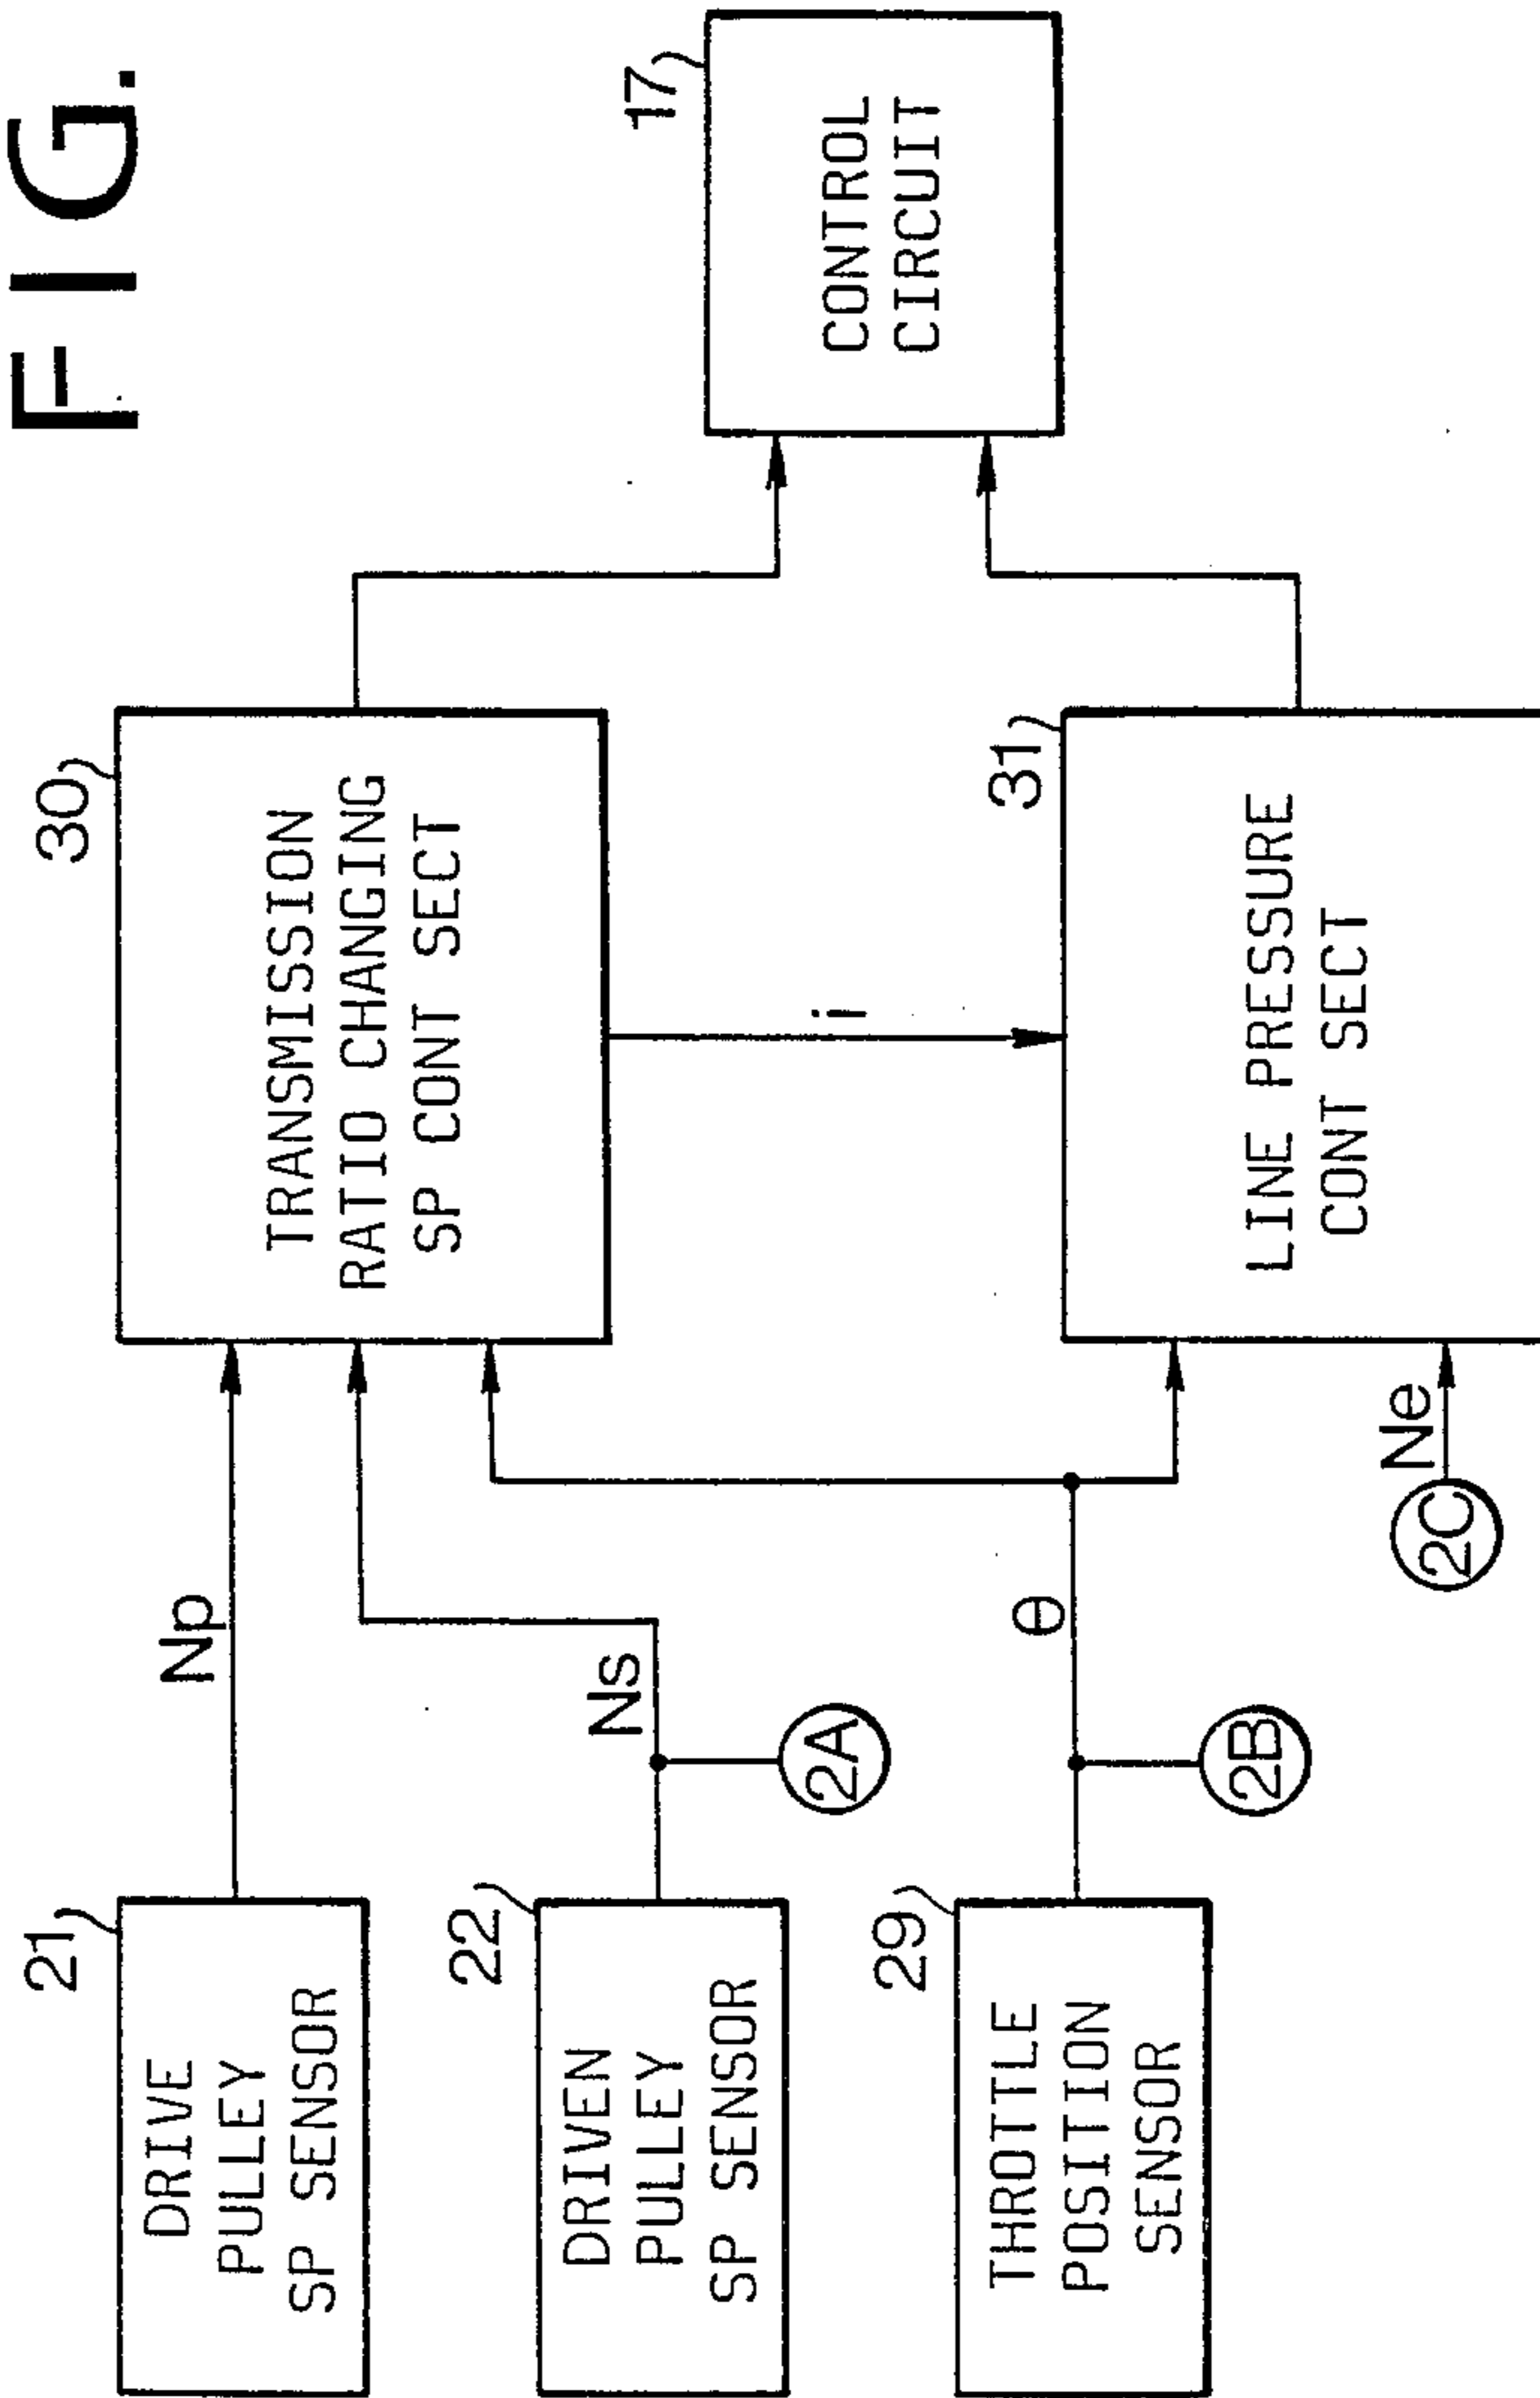 FIG.
21
DRIVE
PULLEY
SP SENSOR
Np
30
TRANSMISSION
RATIO CHANGING
SP CONT SECT
17
CONTROL
CIRCUIT
22
DRIVEN
PULLEY
SP SENSOR
Ns
2A
i
29
THROTTLE
POSITION
SENSOR
θ
2B
31
LINE PRESSURE
CONT SECT
Ne
2C